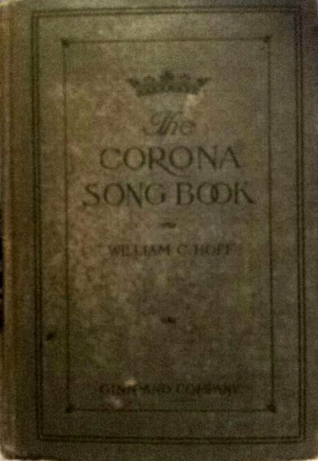 The
CORONA
SONG BOOK
WILLIAM C. HOFF
GINN AND COMPANY